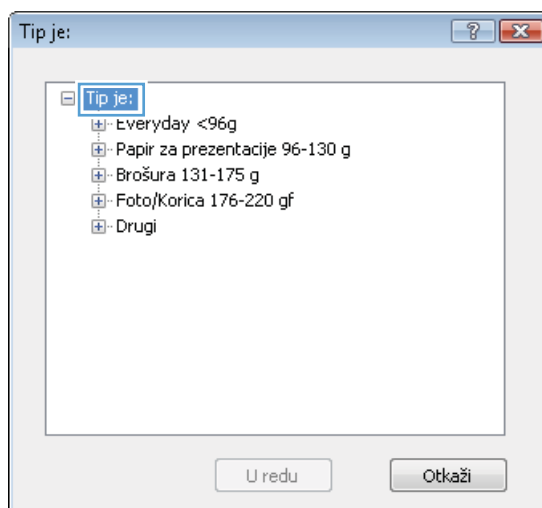 Tip je:
Tip je:
Everyday <96g
Papir za prezentacije 96-130 g
Brošura 131-175 g
Foto/Korica 176-220 gf
Drugi
U redu Otkaži